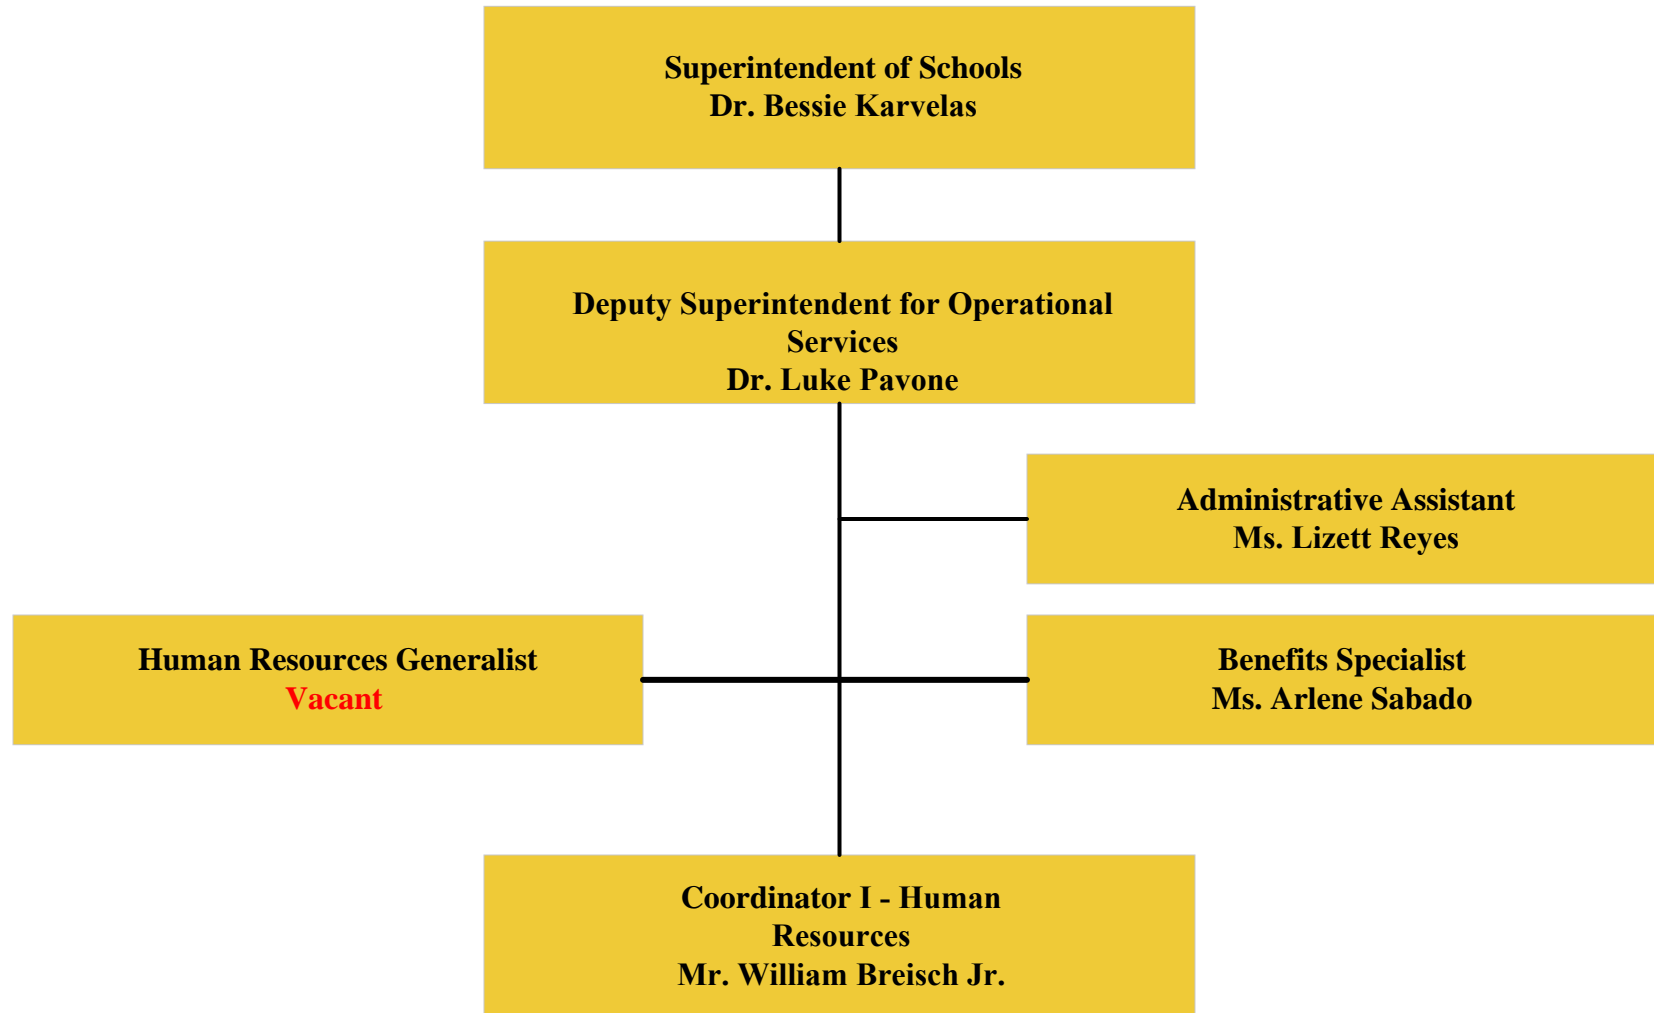 Superintendent of Schools
Dr. Bessie Karvelas
Deputy Superintendent for Operational
Services
Dr. Luke Pavone
Administrative Assistant
Ms. Lizett Reyes
Human Resources Generalist
Vacant
Benefits Specialist
Ms. Arlene Sabado
Coordinator I - Human
Resources
Mr. William Breisch Jr.